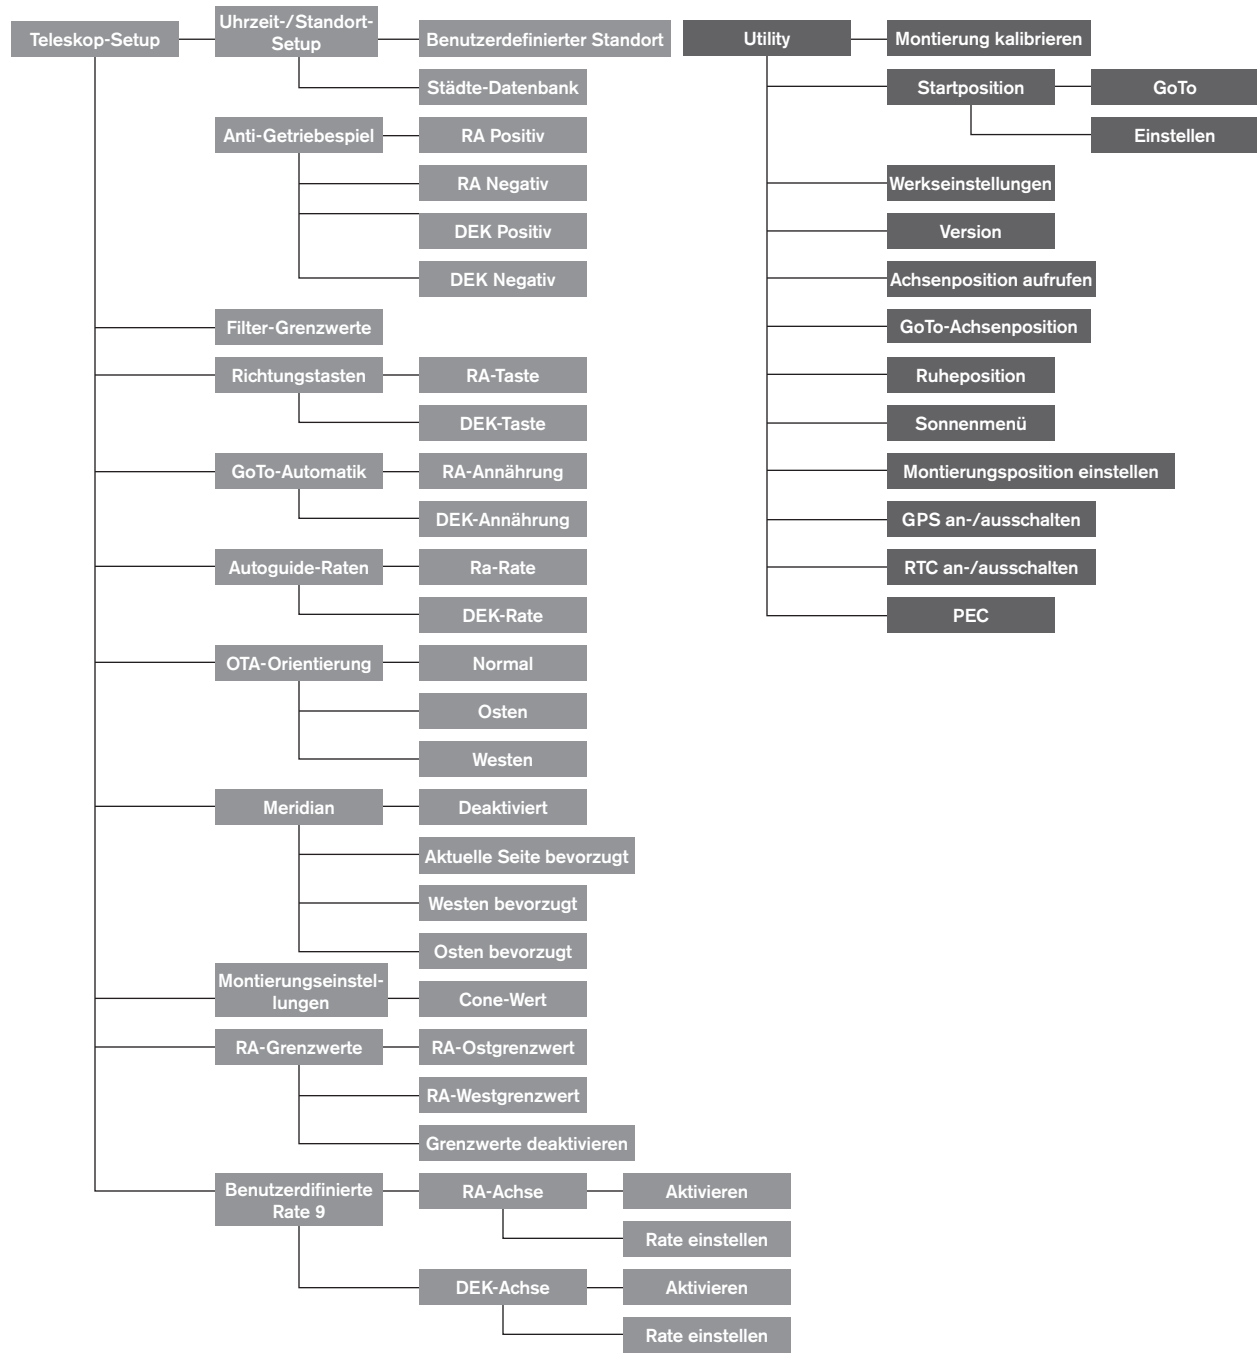 Teleskop-Setup
Uhrzeit-/Standort-
Setup
Benutzerdefinierter Standort
Städte-Datenbank
Anti-Getriebespiel
RA Positiv
RA Negativ
DEK Positiv
DEK Negativ
Filter-Grenzwerte
Richtungstasten
RA-Taste
DEK-Taste
GoTo-Automatik
RA-Annährung
DEK-Annährung
Autoguide-Raten
Ra-Rate
DEK-Rate
OTA-Orientierung
Normal
Osten
Westen
Meridian
Deaktiviert
Aktuelle Seite bevorzugt
Westen bevorzugt
Osten bevorzugt
Montierungseinstel-
lungen
Cone-Wert
RA-Grenzwerte
RA-Ostgrenzwert
RA-Westgrenzwert
Grenzwerte deaktivieren
Benutzerdifinierte
Rate 9
RA-Achse
Aktivieren
Rate einstellen
DEK-Achse
Aktivieren
Rate einstellen
Utility
Montierung kalibrieren
Startposition
GoTo
Einstellen
Werkseinstellungen
Version
Achsenposition aufrufen
GoTo-Achsenposition
Ruheposition
Sonnenmenü
Montierungsposition einstellen
GPS an-/ausschalten
RTC an-/ausschalten
PEC